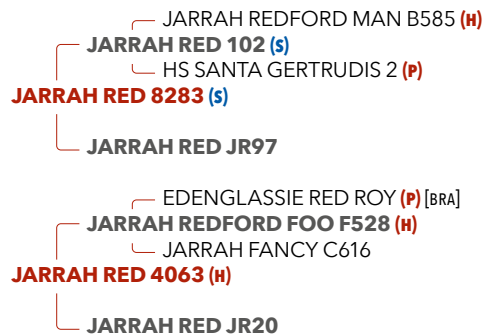 JARRAH REDFORD MAN B585 (H)
JARRAH RED 102 (S)
HS SANTA GERTRUDIS 2 (P)
JARRAH RED 8283 (S)
JARRAH RED JR97
EDENGLASSIE RED ROY (P) [BRA]
JARRAH REDFORD FOO F528 (H)
JARRAH FANCY C616
JARRAH RED 4063 (H)
JARRAH RED JR20